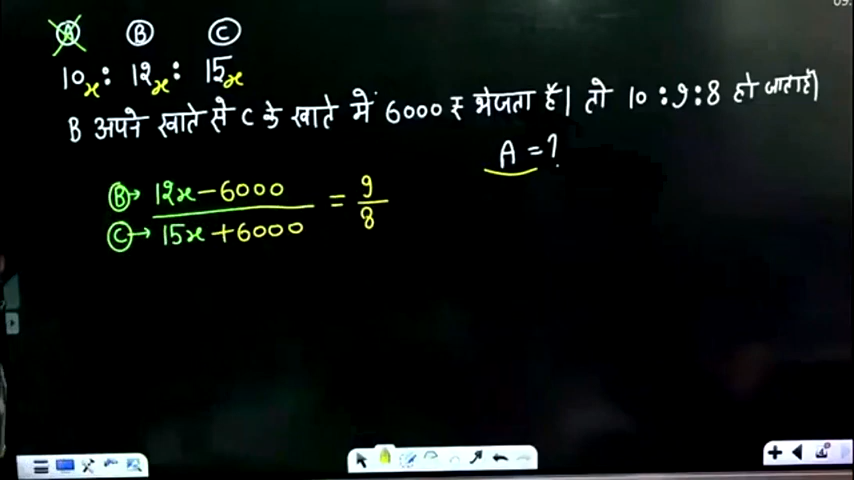 A B C
10x : 12x : 15x
B अपने खाते से C के खाते में 6000 ₹ भेजता हैं। तो 10 : 9 : 8 हो जाता है।
A = ?
B → 12x - 6000 = 9
C → 15x + 6000 8